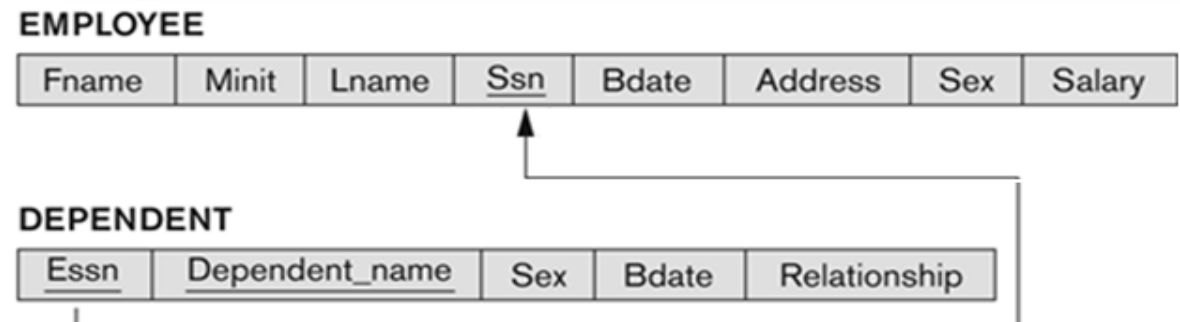 EMPLOYEE
Fname Minit Lname Ssn Bdate Address Sex Salary
DEPENDENT
Essn Dependent_name Sex Bdate Relationship